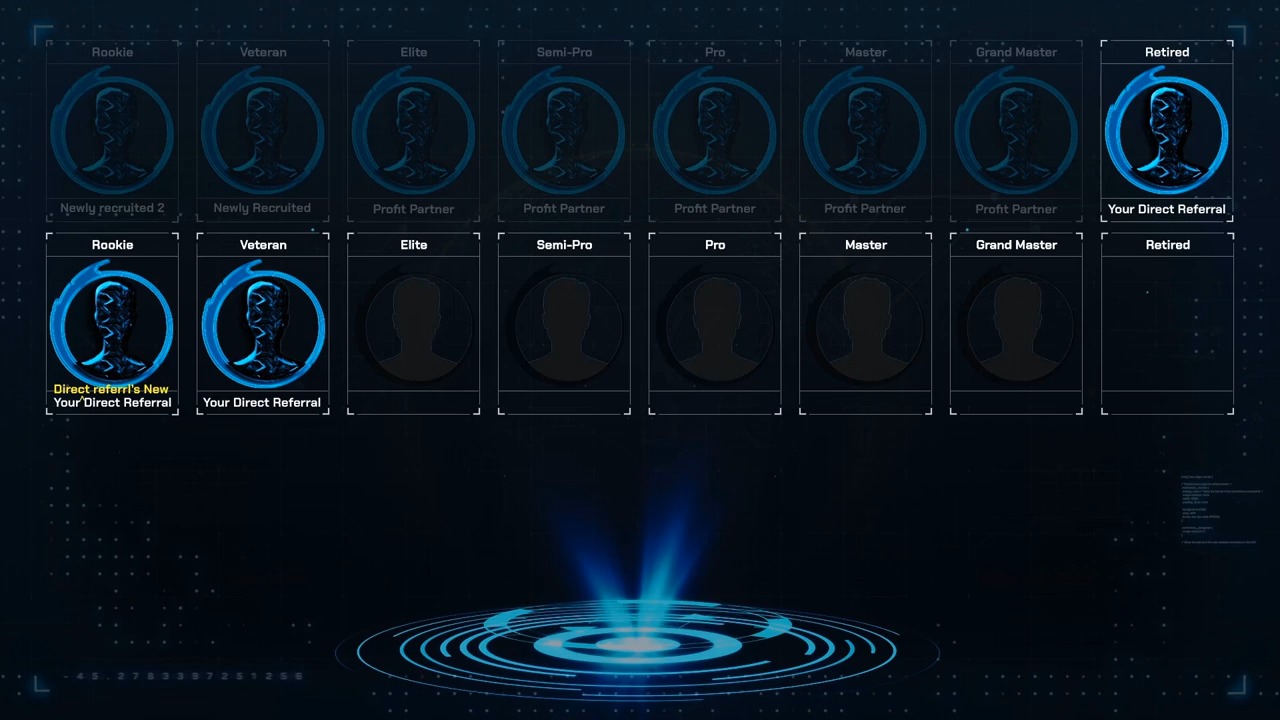 Rookie Veteran Elite Semi-Pro Pro Master Grand Master Retired
Newly recruited 2 Newly Recruited Profit Partner Profit Partner Profit Partner Profit Partner Profit Partner Your Direct Referral
Rookie Veteran Elite Semi-Pro Pro Master Grand Master Retired
Direct referrl's New
^
Your Direct Referral Your Direct Referral
-45.2783397251256